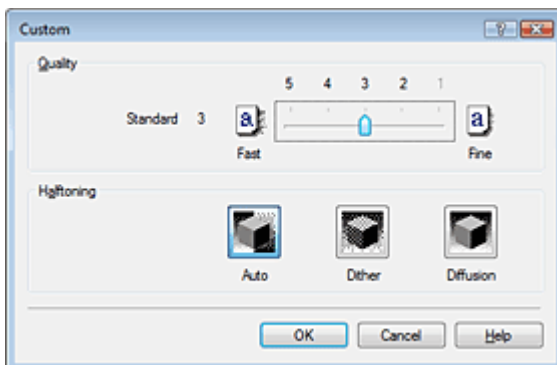 Custom
Quality
5 4 3 2 1
Standard 3
a a
Fast Fine
Halftoning
Auto Dither Diffusion
OK Cancel Help